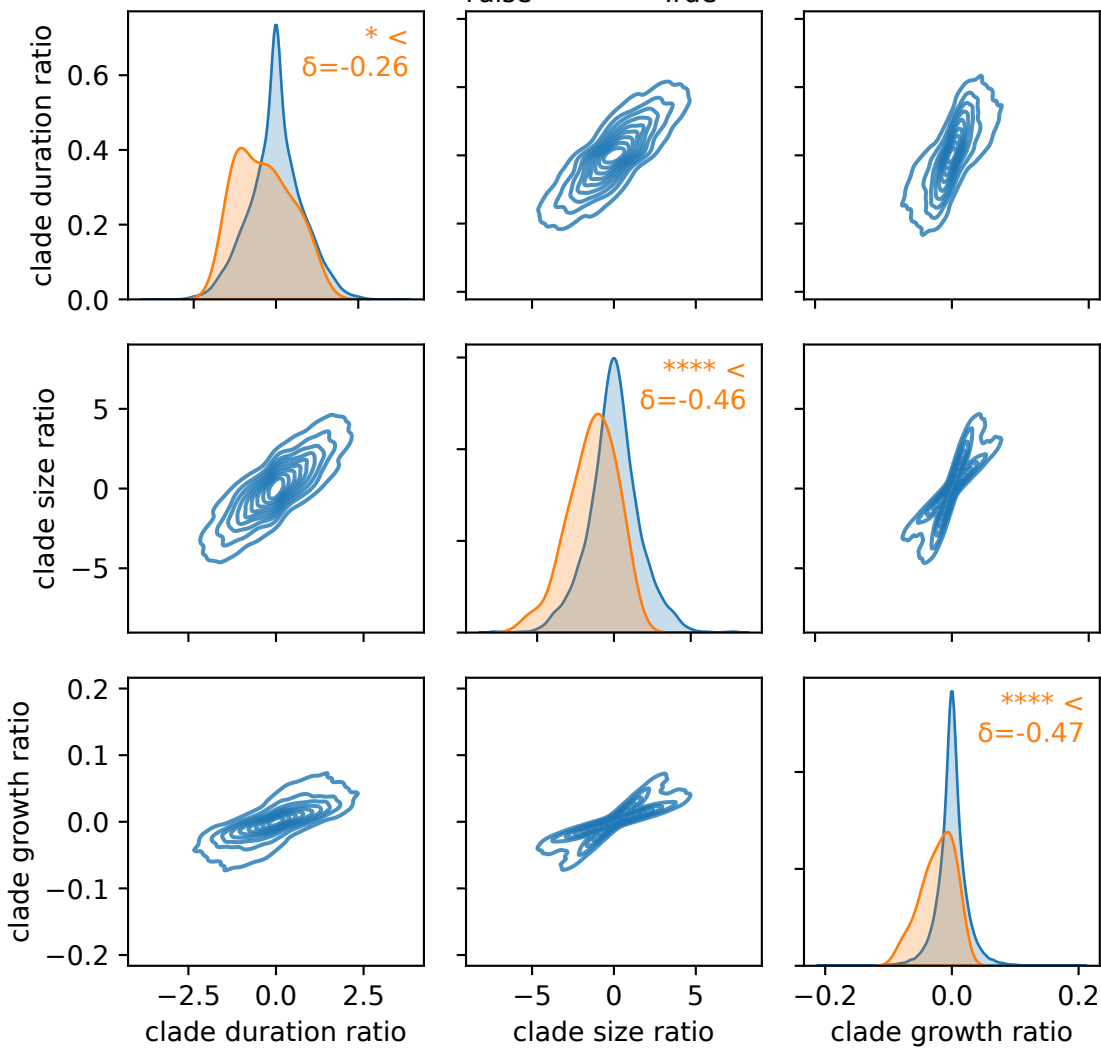 clade duration ratio
0.6
0.4
0.2
0.0
* <
δ=-0.26
clade size ratio
5
0
−5
**** <
δ=-0.46
clade growth ratio
0.2
0.1
0.0
−0.1
−0.2
**** <
δ=-0.47
−2.5 0.0 2.5
−5 0 5
−0.2 0.0 0.2
clade duration ratio
clade size ratio
clade growth ratio